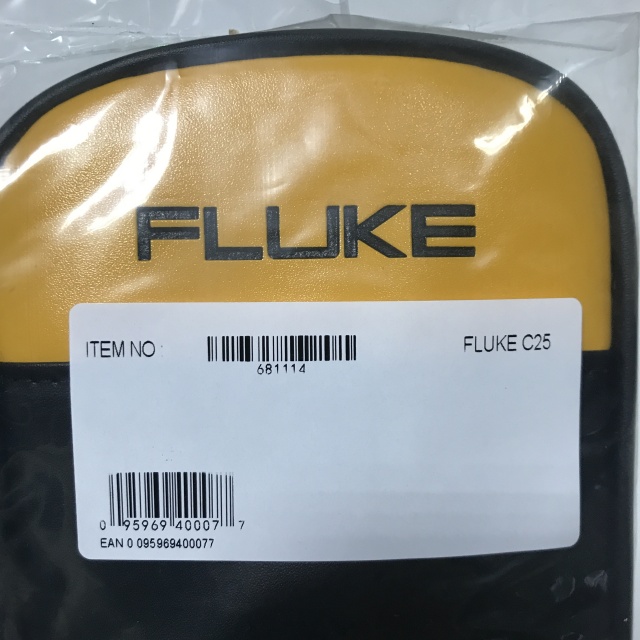 FLUKE
ITEM NO :
681114
FLUKE C25
0 95969 40007 7
EAN 0 095969400077